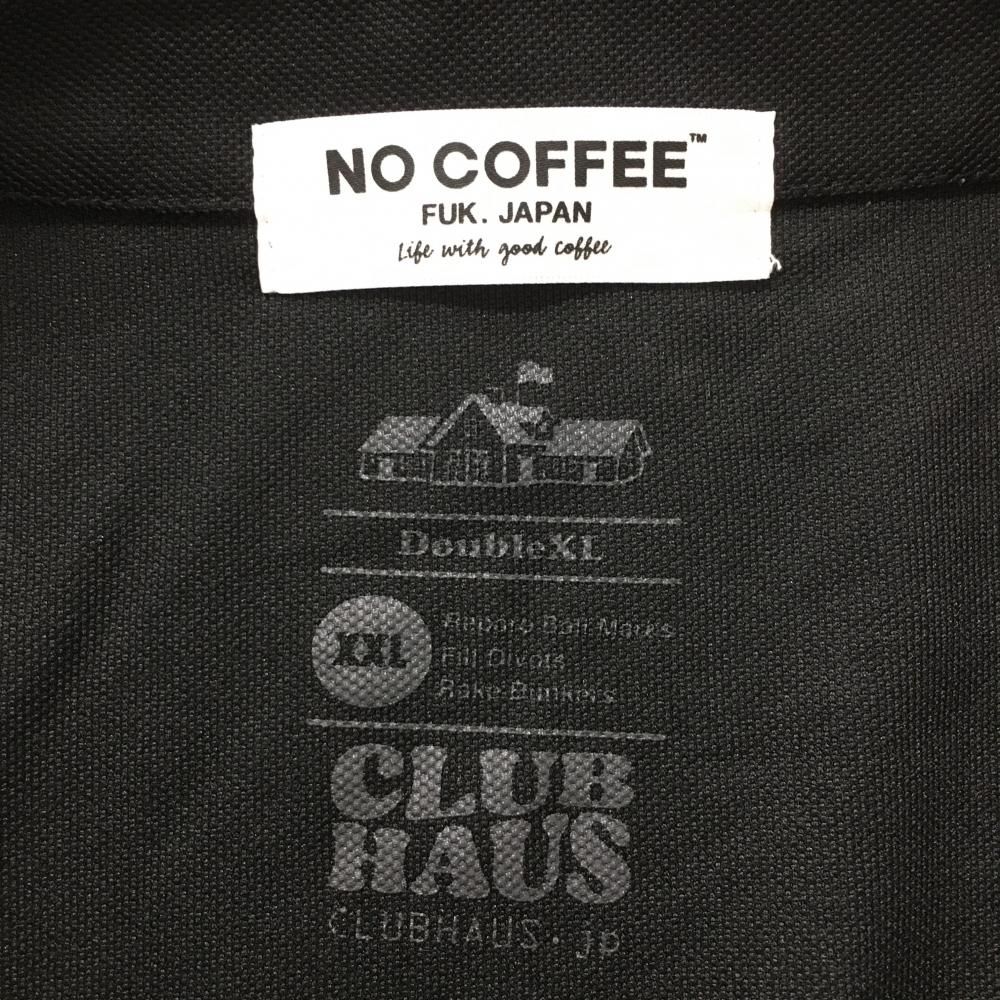 NO COFFEE™
FUK. JAPAN
Life with good coffee
DoubleXL
XXL
Repare Ball Marks
Fill Divots
Rake Bunkers
CLUB
HAUS
CLUBHAUS.jp